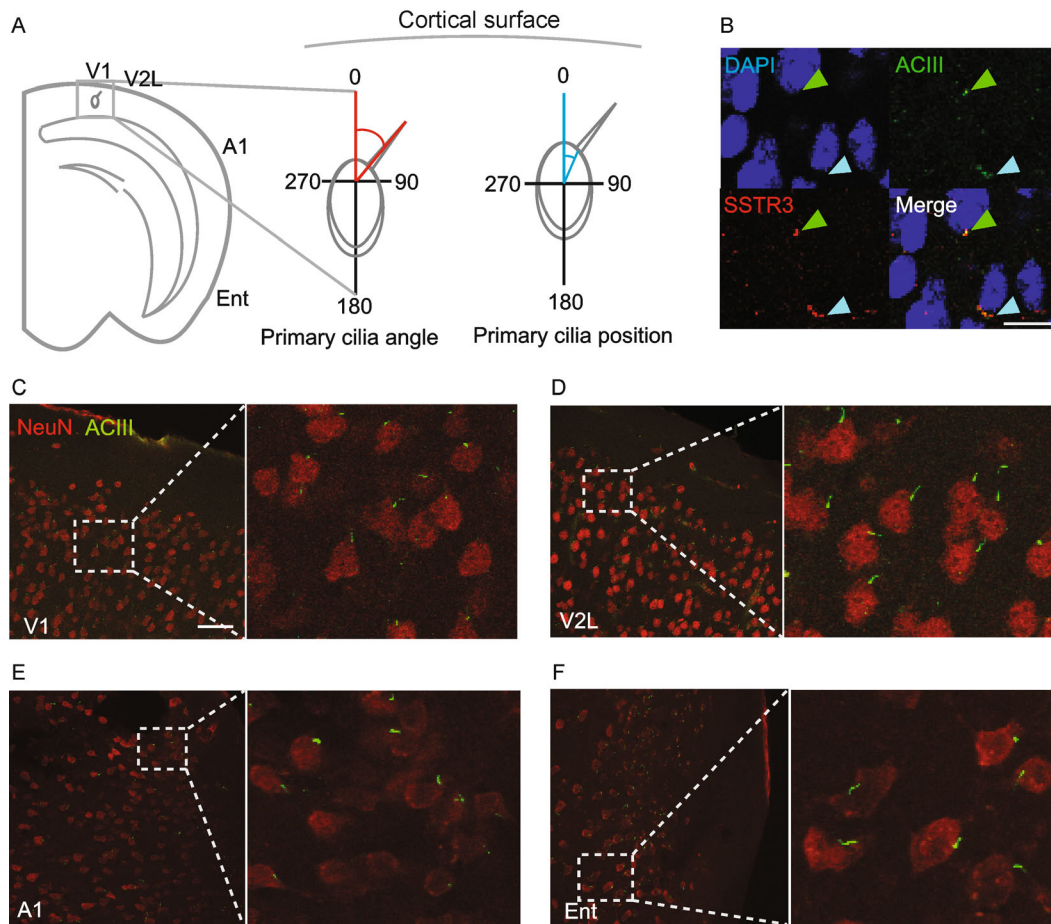 A
Cortical surface
V1
V2L
A1
Ent
0
270
90
180
Primary cilia angle
0
270
90
180
Primary cilia position
B
DAPI
ACIII
SSTR3
Merge
C
NeuN ACIII
V1
D
V2L
E
A1
F
Ent